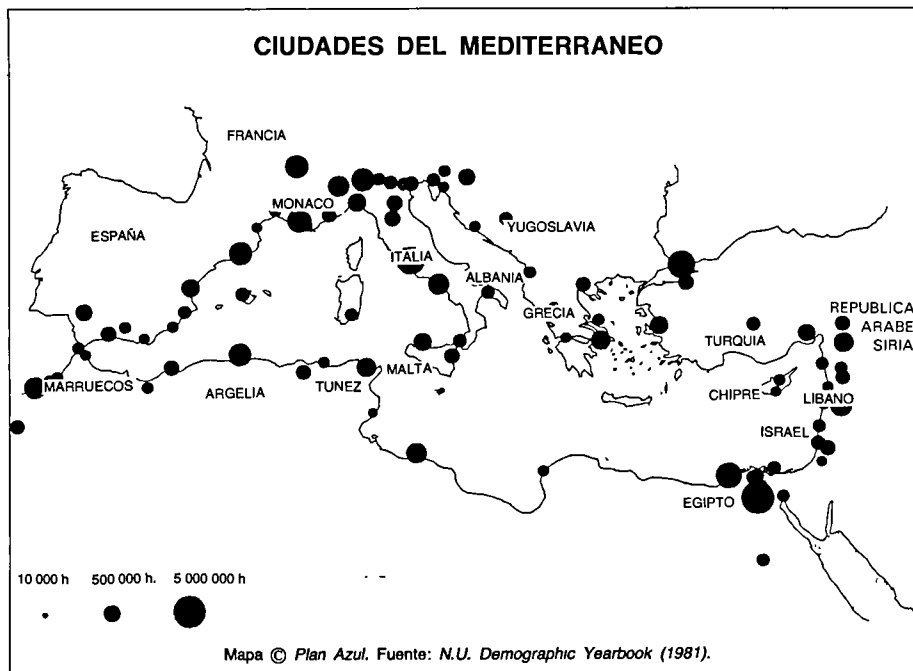 CIUDADES DEL MEDITERRANEO
FRANCIA
MONACO
ESPAÑA
YUGOSLAVIA
ITALIA
ALBANIA
GRECIA
REPUBLICA
ARABE
SIRIA
TURQUIA
MALTA
MARRUECOS
ARGELIA
TUNEZ
CHIPRE
LIBANO
ISRAEL
EGIPTO
10 000 h 500 000 h. 5 000 000 h
Mapa © Plan Azul. Fuente: N.U. Demographic Yearbook (1981).